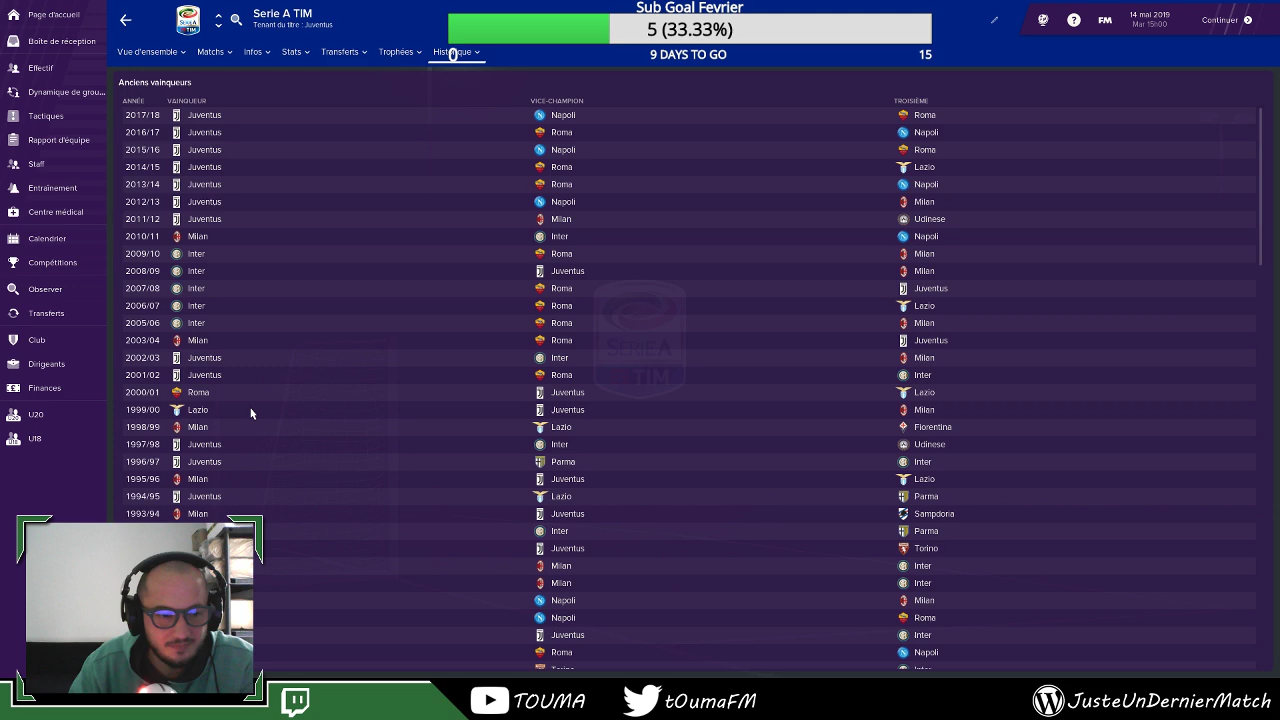 Page d'accueil
Boîte de réception
Effectif
Dynamique de grou...
Tactiques
Rapport d'équipe
Staff
Entraînement
Centre médical
Calendrier
Compétitions
Observer
Transferts
Club
Dirigeants
Finances
U20
U18
Serie A TIM
Tenant du titre : Juventus
Sub Goal Fevrier
5 (33.33%)
0
9 DAYS TO GO
15
FM
14 mai 2019
Mar 15h00
Continuer
Vue d'ensemble Matchs Infos Stats Transferts Trophées Historique
Anciens vainqueurs
ANNÉE VAINQUEUR VICE-CHAMPION TROISIÈME
2017/18 Juventus Napoli Roma
2016/17 Juventus Roma Napoli
2015/16 Juventus Napoli Roma
2014/15 Juventus Roma Lazio
2013/14 Juventus Roma Napoli
2012/13 Juventus Napoli Milan
2011/12 Juventus Milan Udinese
2010/11 Milan Inter Napoli
2009/10 Inter Roma Milan
2008/09 Inter Juventus Milan
2007/08 Inter Roma Juventus
2006/07 Inter Roma Lazio
2005/06 Inter Roma Milan
2003/04 Milan Roma Juventus
2002/03 Juventus Inter Milan
2001/02 Juventus Roma Inter
2000/01 Roma Juventus Lazio
1999/00 Lazio Juventus Milan
1998/99 Milan Lazio Fiorentina
1997/98 Juventus Inter Udinese
1996/97 Juventus Parma Inter
1995/96 Milan Juventus Lazio
1994/95 Juventus Lazio Parma
1993/94 Milan Juventus Sampdoria
Inter Parma
Juventus Torino
Milan Inter
Milan Inter
Napoli Milan
Napoli Roma
Juventus Inter
Roma Napoli
Torino Inter
SERIE A
TIM
TOUMA
tOumaFM
JusteUnDernierMatch